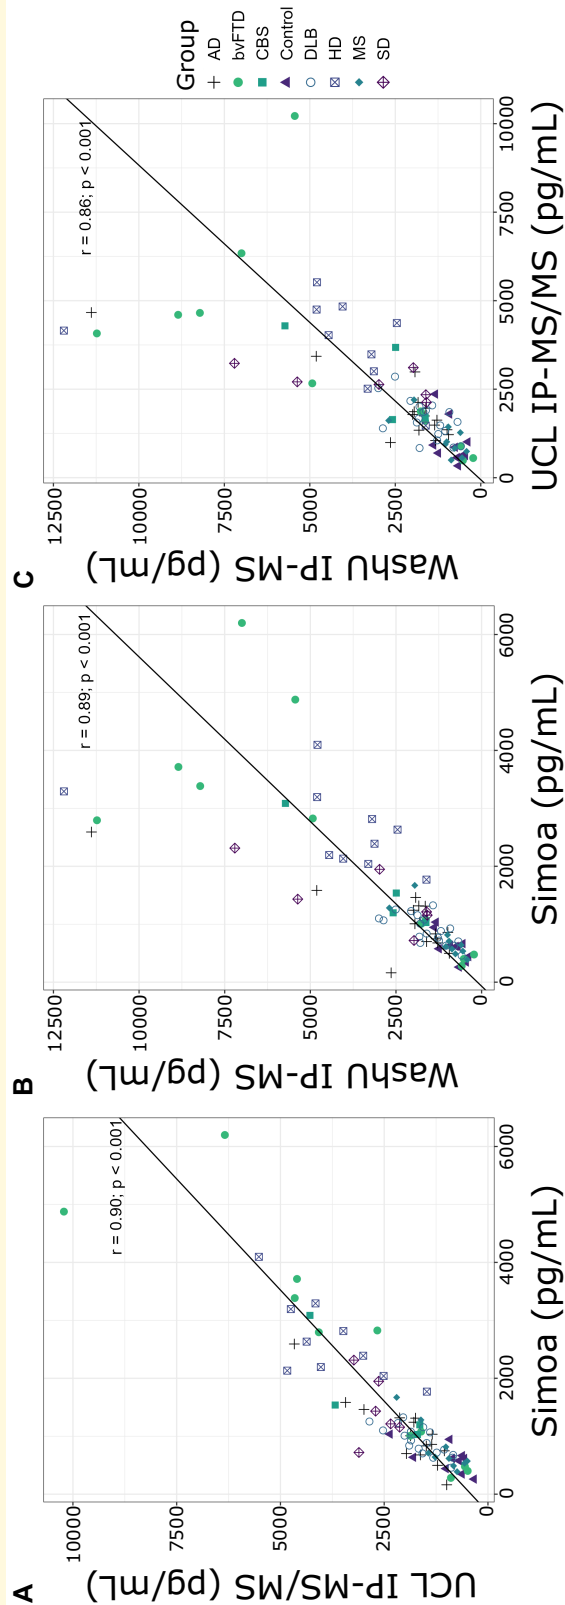 A
UCL IP-MS/MS (pg/mL)
10000
7500
5000
2500
0
r = 0.90; p < 0.001
0
2000
4000
6000
Simoa (pg/mL)
B
WashU IP-MS (pg/mL)
12500
10000
7500
5000
2500
0
r = 0.89; p < 0.001
0
2000
4000
6000
Simoa (pg/mL)
C
WashU IP-MS (pg/mL)
12500
10000
7500
5000
2500
0
r = 0.86; p < 0.001
0
2500
5000
7500
10000
UCL IP-MS/MS (pg/mL)
Group
AD
bvFTD
CBS
Control
DLB
HD
MS
SD